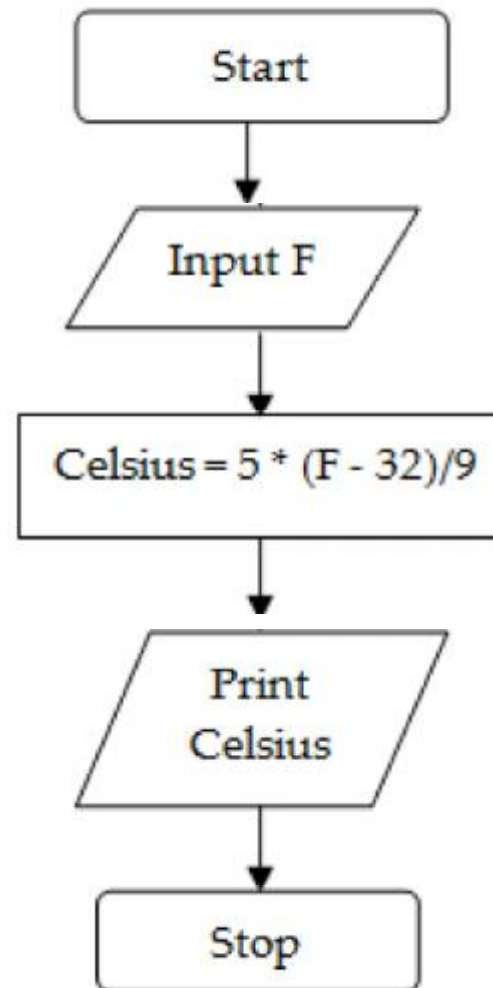 Start
Input F
Celsius = 5 * (F - 32)/9
Print
Celsius
Stop